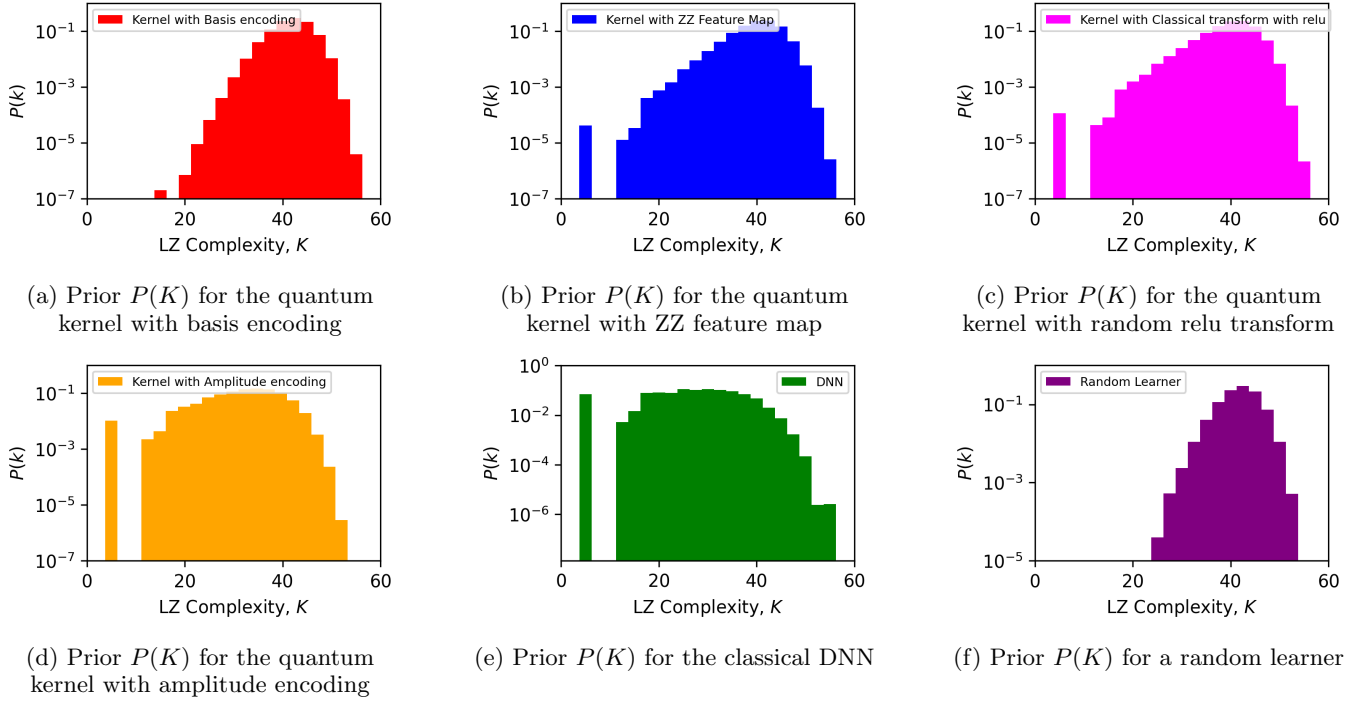 Kernel with Basis encoding
10^{-1}
10^{-3}
10^{-5}
10^{-7}
P(k)
0 20 40 60
LZ Complexity, K
(a) Prior P(K) for the quantum
kernel with basis encoding
Kernel with ZZ Feature Map
10^{-1}
10^{-3}
10^{-5}
10^{-7}
P(k)
0 20 40 60
LZ Complexity, K
(b) Prior P(K) for the quantum
kernel with ZZ feature map
Kernel with Classical transform with relu
10^{-1}
10^{-3}
10^{-5}
10^{-7}
P(k)
0 20 40 60
LZ Complexity, K
(c) Prior P(K) for the quantum
kernel with random relu transform
Kernel with Amplitude encoding
10^{-1}
10^{-3}
10^{-5}
10^{-7}
P(k)
0 20 40 60
LZ Complexity, K
(d) Prior P(K) for the quantum
kernel with amplitude encoding
DNN
10^{0}
10^{-2}
10^{-4}
10^{-6}
P(k)
0 20 40 60
LZ Complexity, K
(e) Prior P(K) for the classical DNN
Random Learner
10^{-1}
10^{-3}
10^{-5}
P(k)
0 20 40 60
LZ Complexity, K
(f) Prior P(K) for a random learner